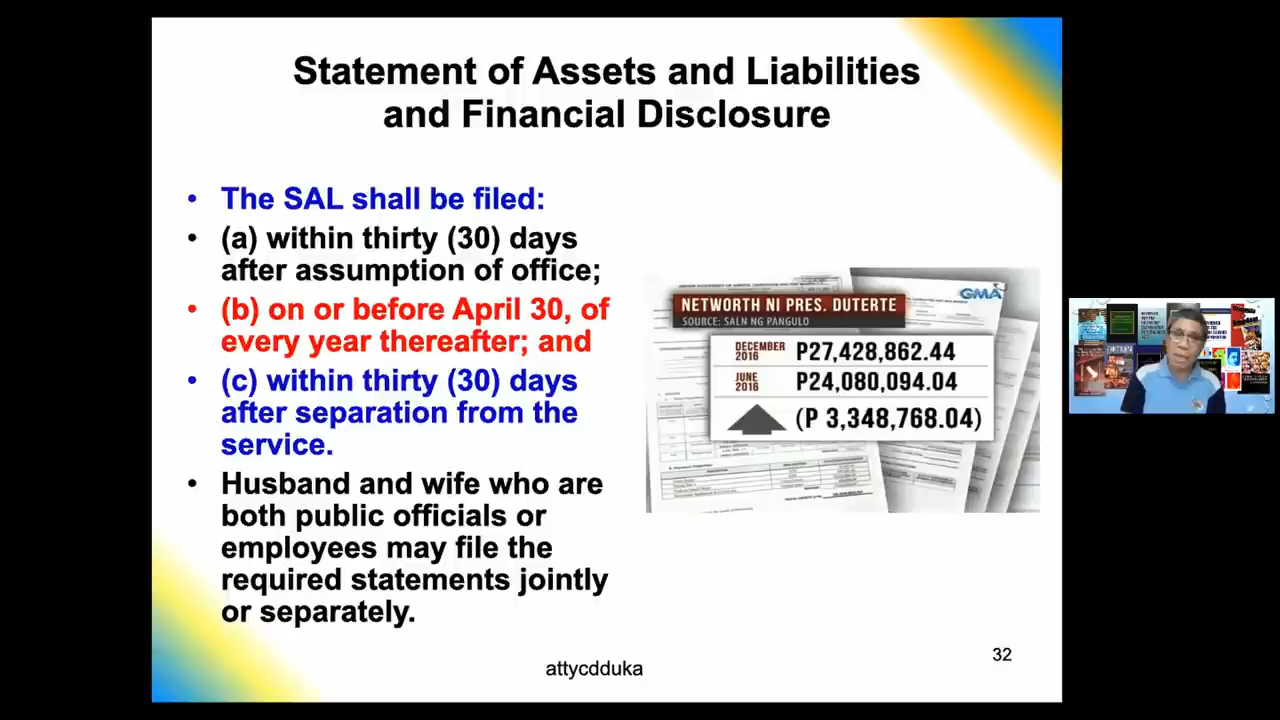 Statement of Assets and Liabilities
and Financial Disclosure
• The SAL shall be filed:
• (a) within thirty (30) days
after assumption of office;
• (b) on or before April 30, of
every year thereafter; and
• (c) within thirty (30) days
after separation from the
service.
• Husband and wife who are
both public officials or
employees may file the
required statements jointly
or separately.
GMA
NETWORTH NI PRES. DUTERTE
SOURCE: SALN NG PANGULO
DECEMBER
2016
P27,428,862.44
JUNE
2016
P24,080,094.04
(P 3,348,768.04)
attycdduka
32